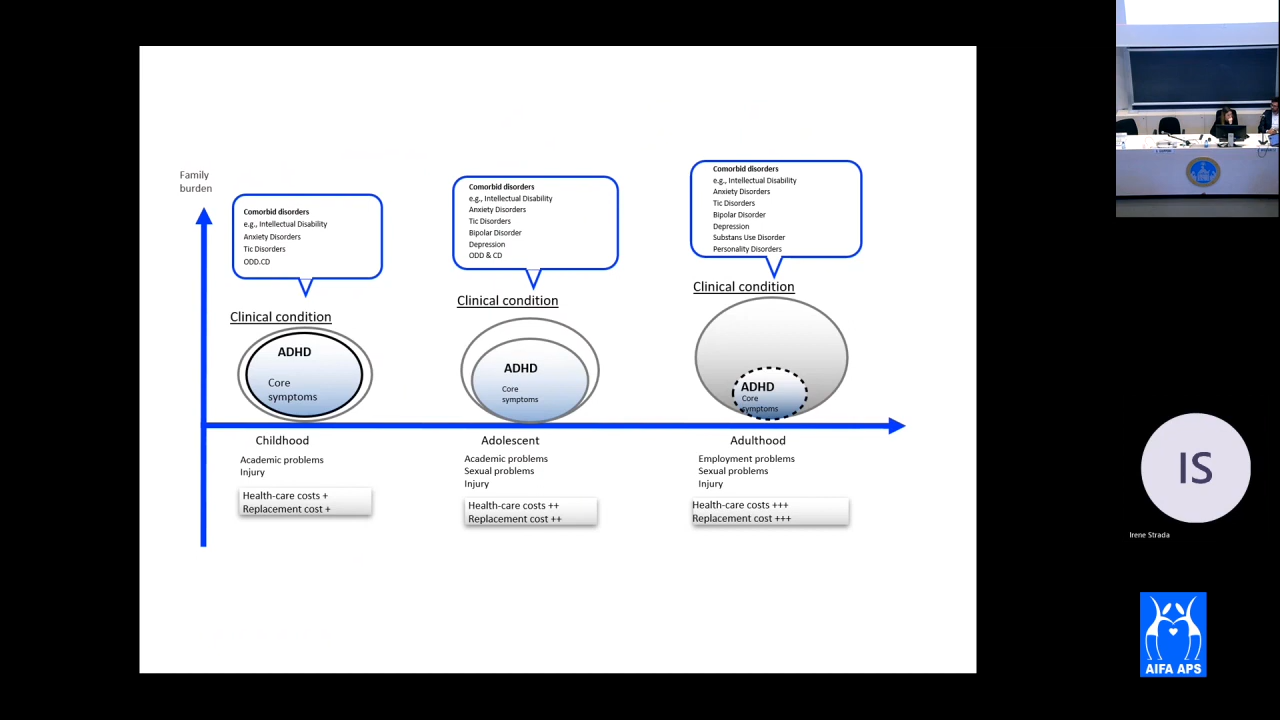 Family
burden
Comorbid disorders
e.g., Intellectual Disability
Anxiety Disorders
Tic Disorders
ODD.CD
Clinical condition
ADHD
Core
symptoms
Childhood
Academic problems
Injury
Health-care costs +
Replacement cost +
Comorbid disorders
e.g., Intellectual Disability
Anxiety Disorders
Tic Disorders
Bipolar Disorder
Depression
ODD & CD
Clinical condition
ADHD
Core
symptoms
Adolescent
Academic problems
Sexual problems
Injury
Health-care costs ++
Replacement cost ++
Comorbid disorders
e.g., Intellectual Disability
Anxiety Disorders
Tic Disorders
Bipolar Disorder
Depression
Substans Use Disorder
Personality Disorders
Clinical condition
ADHD
Core
symptoms
Adulthood
Employment problems
Sexual problems
Injury
Health-care costs +++
Replacement cost +++
IS
Irene Strada
AIFA APS